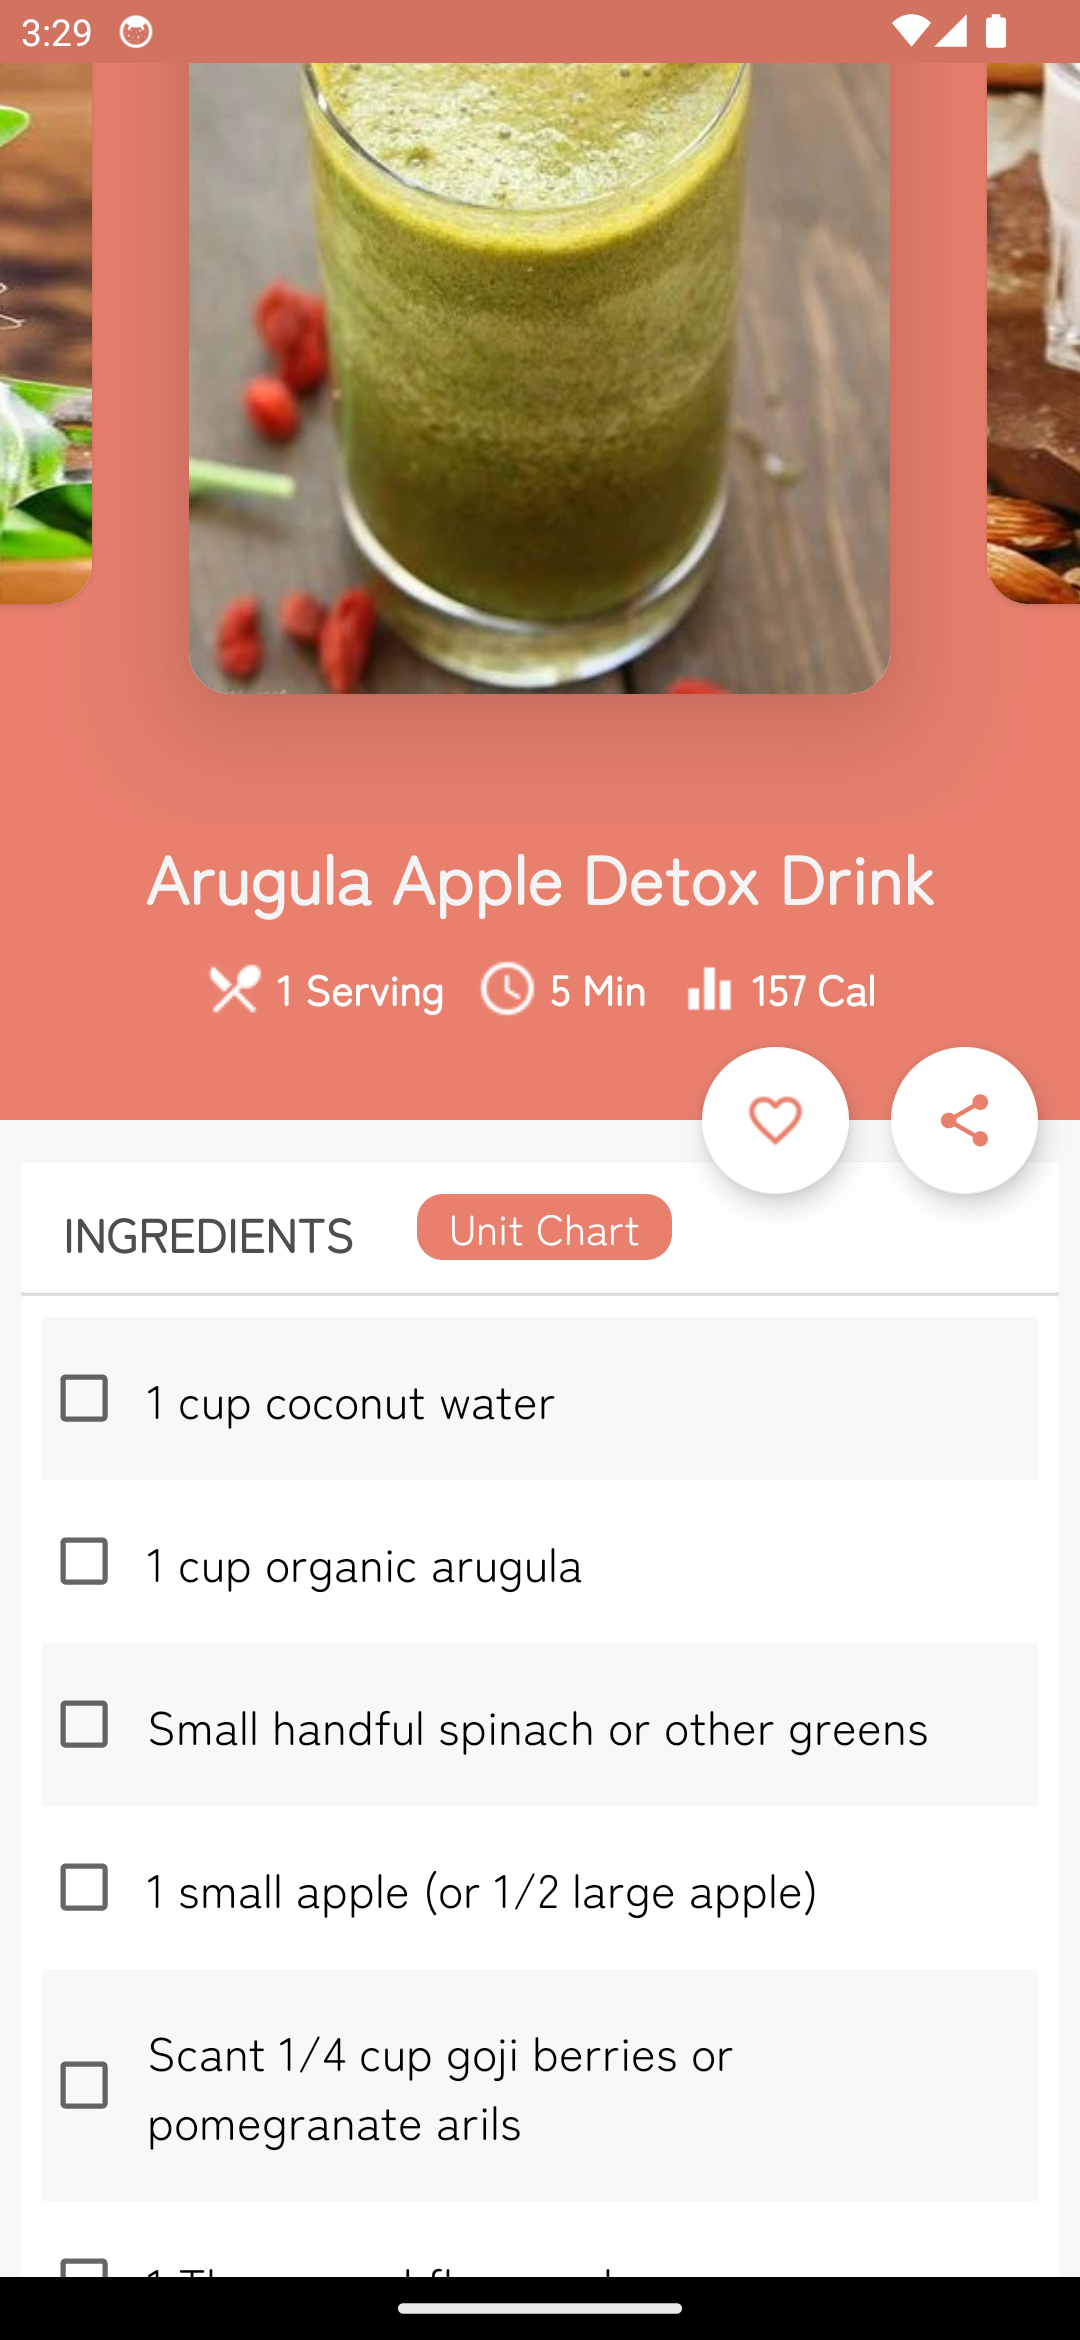 3:29
Arugula Apple Detox Drink
1 Serving 5 Min 157 Cal
INGREDIENTS Unit Chart
1 cup coconut water
1 cup organic arugula
Small handful spinach or other greens
1 small apple (or 1/2 large apple)
Scant 1/4 cup goji berries or
pomegranate arils